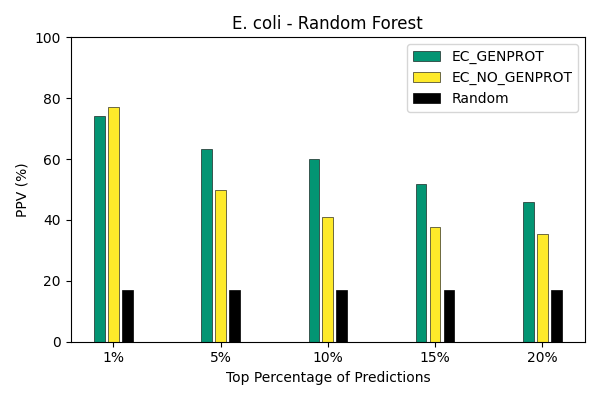 E. coli - Random Forest
PPV (%)
100
80
60
40
20
0
EC_GENPROT
EC_NO_GENPROT
Random
1%
5%
10%
15%
20%
Top Percentage of Predictions